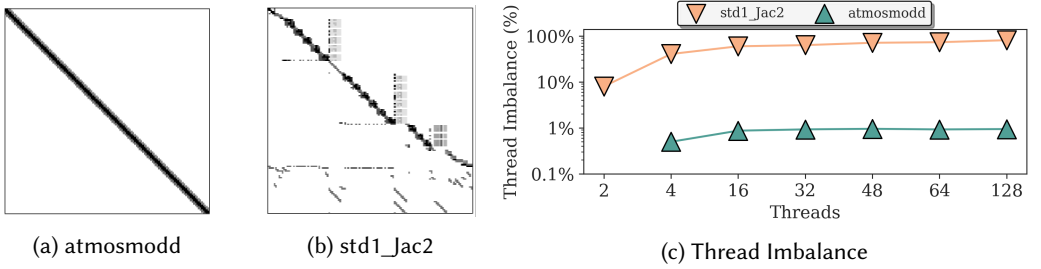 std1_Jac2 atmosmodd
Thread Imbalance (%)
100%
10%
1%
0.1%
2 4 16 32 48 64 128
Threads
(a) atmosmodd
(b) std1_Jac2
(c) Thread Imbalance